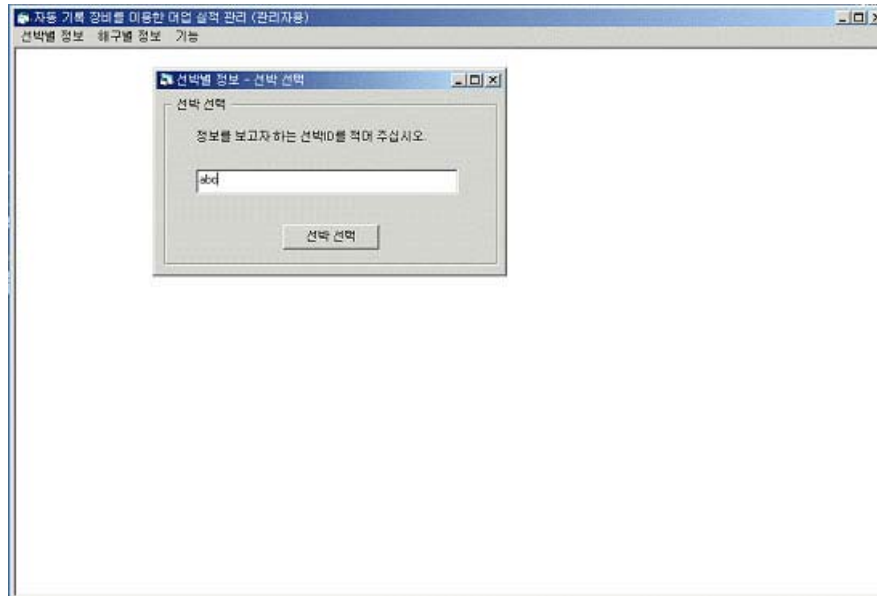 자동 기록 장비를 이용한 어업 실적 관리 (관리자용)
선박별 정보 해구별 정보 기능
선박별 정보 - 선박 선택
선박 선택
정보를 보고자 하는 선박ID를 적어 주십시오.
abc
선박 선택